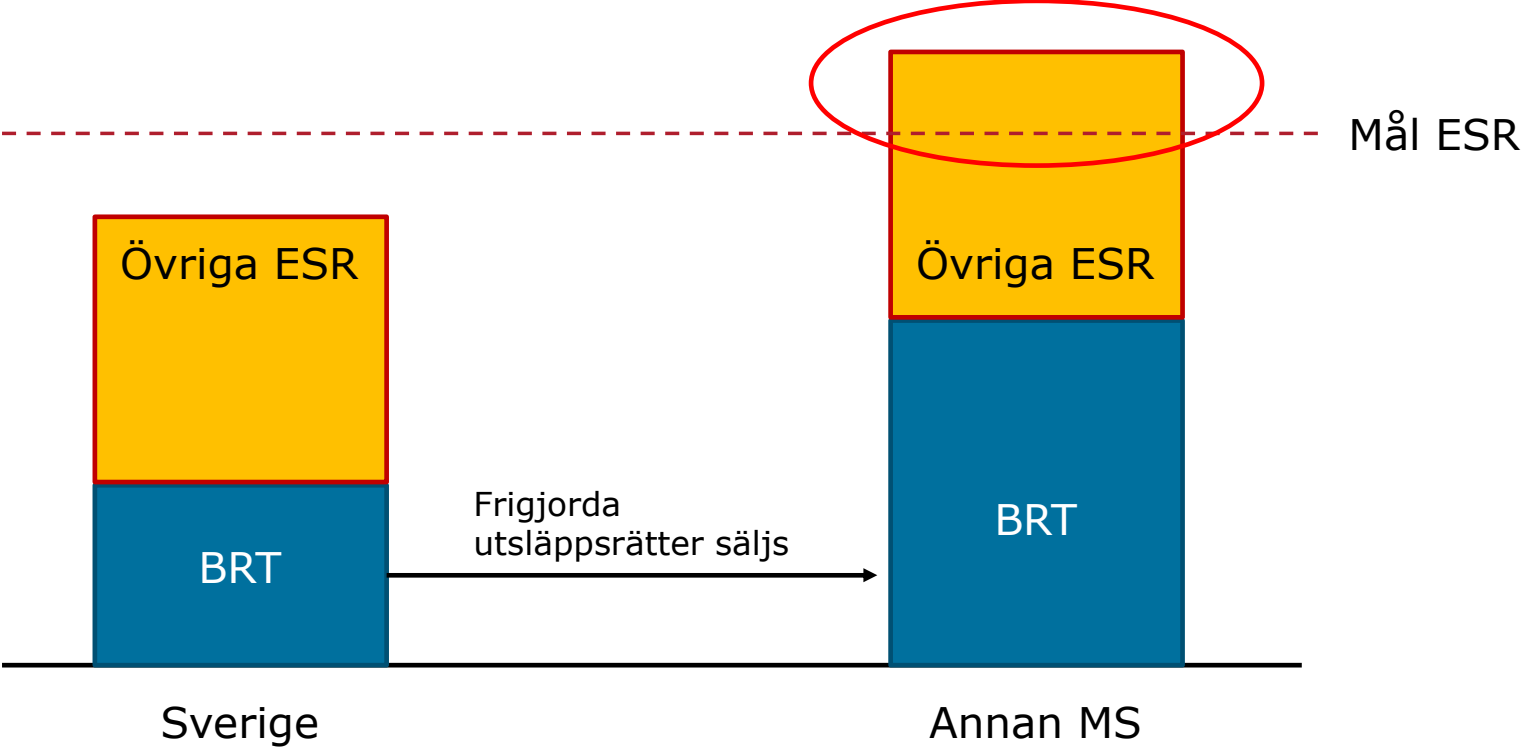 Mål ESR
Övriga ESR
Övriga ESR
Frigjorda
utsläppsrätter säljs
BRT
BRT
Sverige
Annan MS